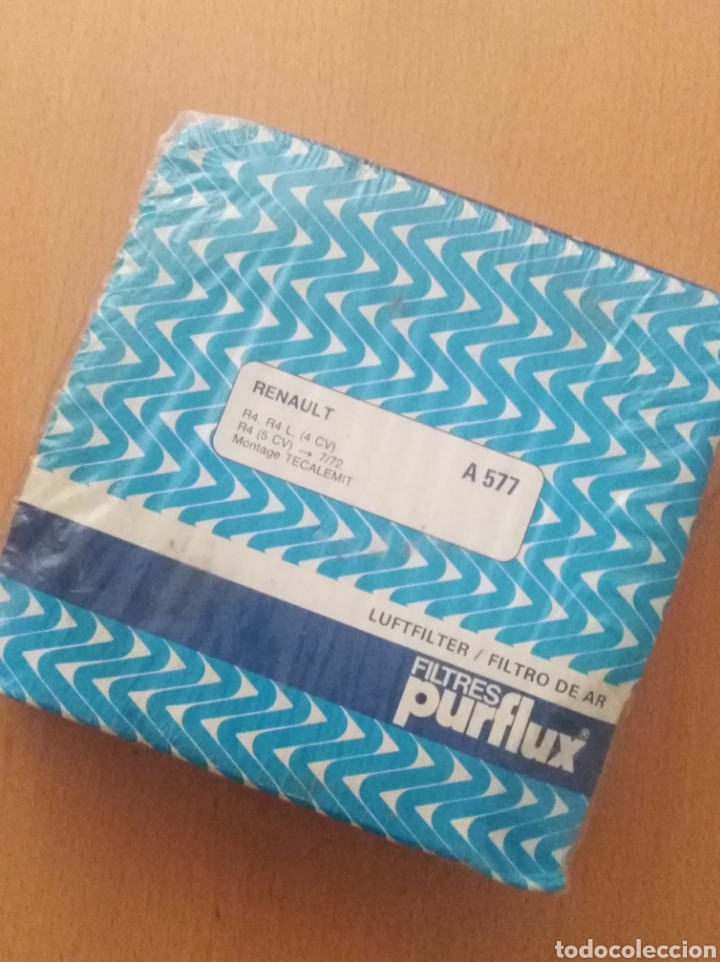 RENAULT
R4, R4 L. (4 CV)
R4 (5 CV) → 7/72
Montage TECALEMIT
A 577
LUFTFILTER / FILTRO DE AR
FILTRES
purflux®
todocoleccion